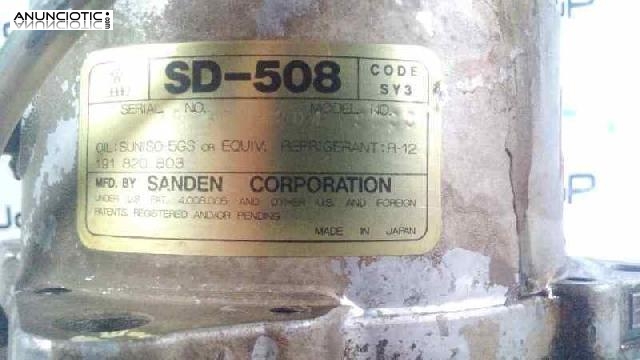 ANUNCIOTIC.com
SD-508
CODE
SY3
SERIAL NO.
MODEL NO.
OIL: SUNISO 5GS OR EQUIV. REFRIGERANT: R-12
191 820 803
MFD. BY SANDEN CORPORATION
UNDER U.S PAT. 4,008,005 AND OTHER U.S. AND FOREIGN
PATENTS, REGISTERED AND/OR PENDING
MADE IN JAPAN